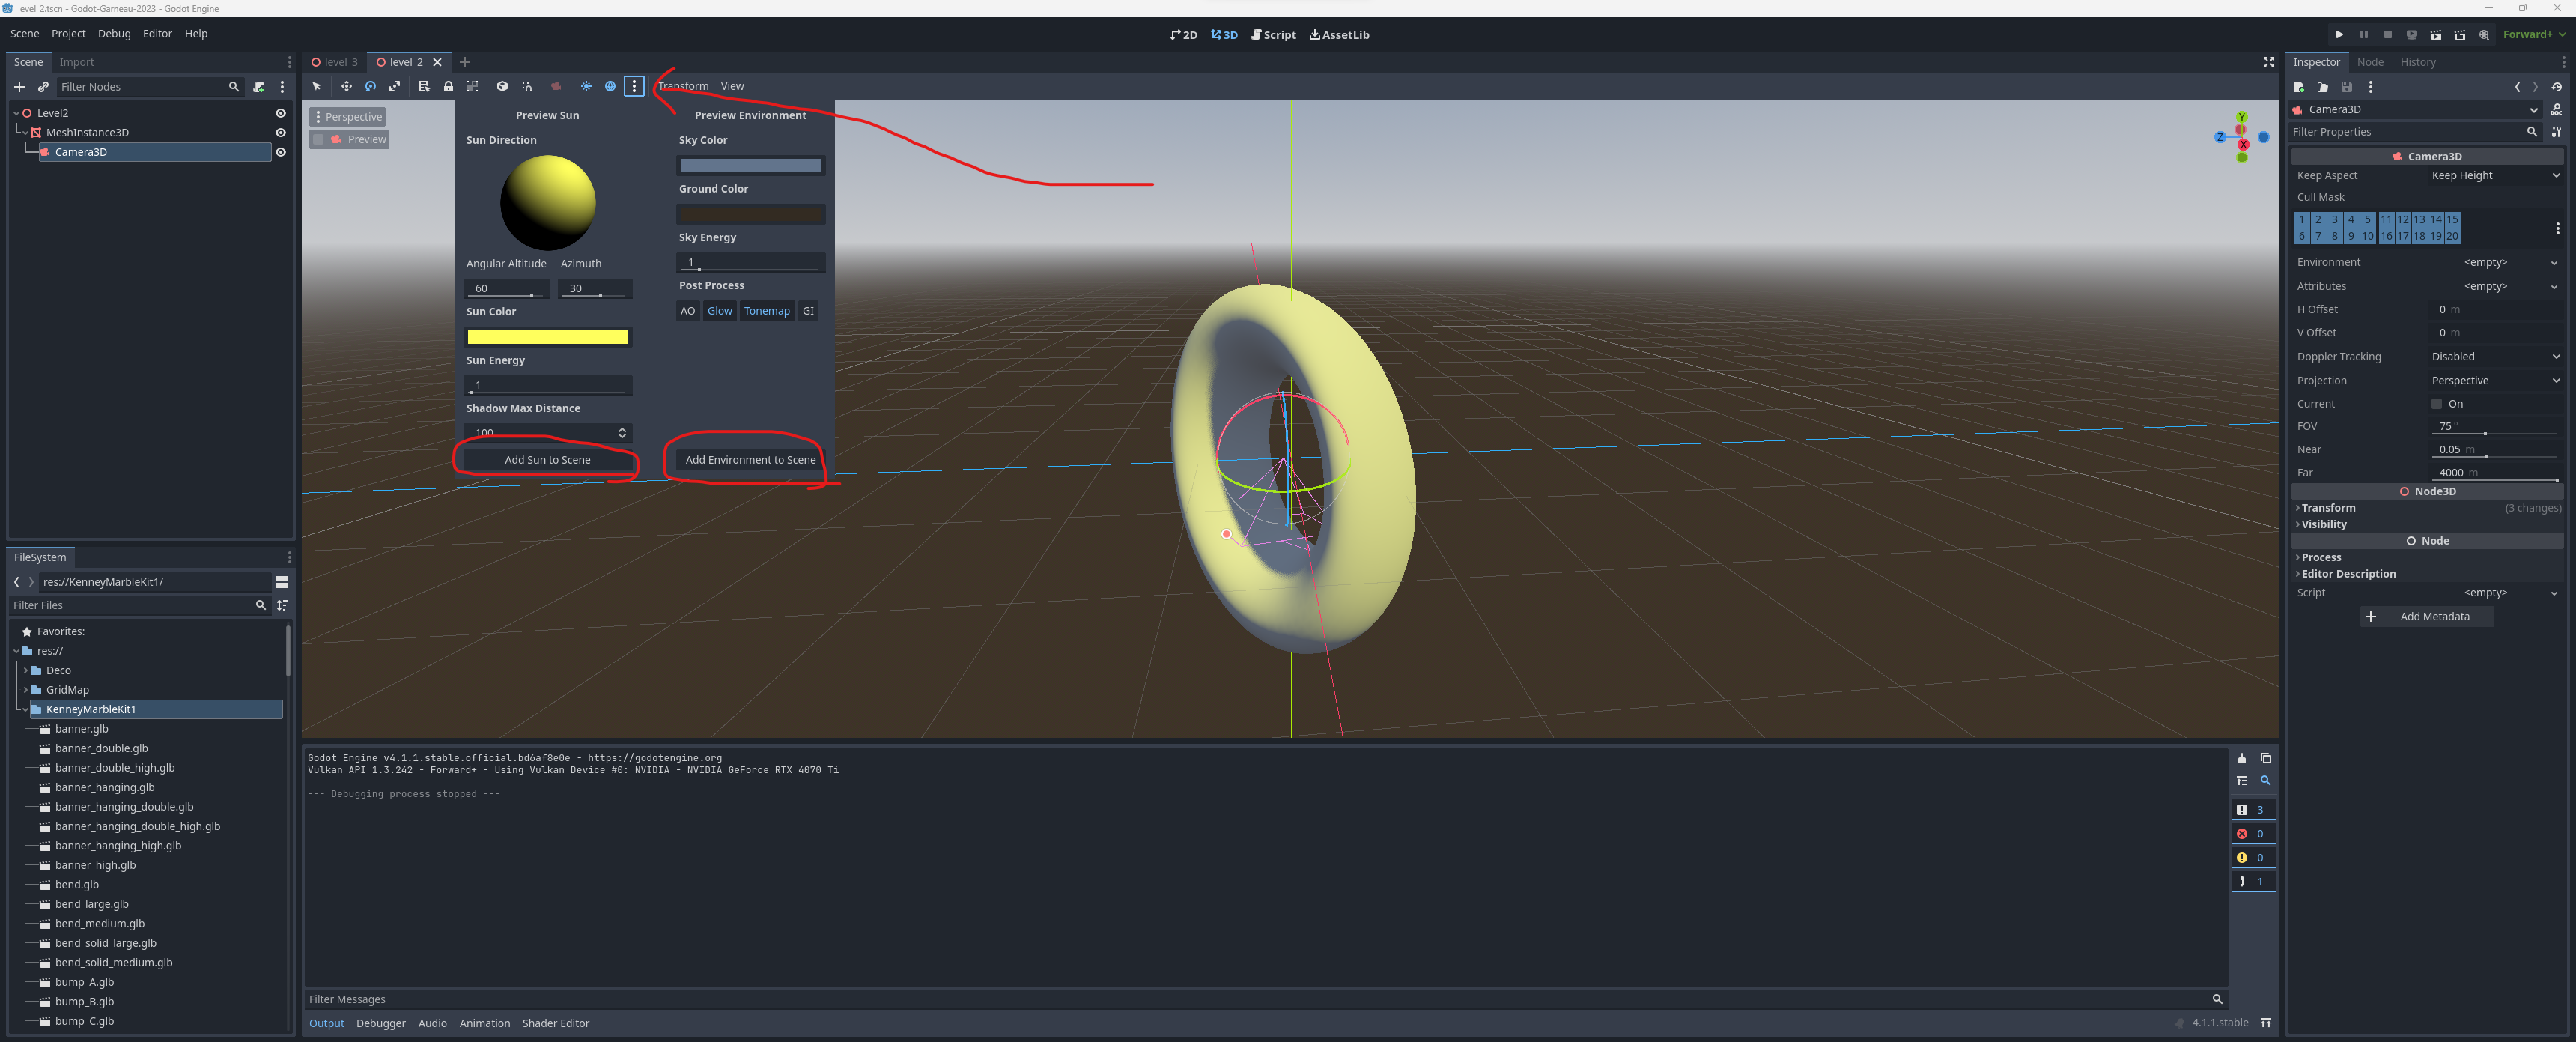 level_2.tscn - Godot-Garneau-2023 - Godot Engine
Scene Project Debug Editor Help
2D 3D Script AssetLib
Forward+
Scene Import
Filter Nodes
Level2
MeshInstance3D
Camera3D
level_3 level_2
Transform View
Perspective
Preview
Preview Sun
Sun Direction
Angular Altitude Azimuth
60 30
Sun Color
Sun Energy
1
Shadow Max Distance
100
Add Sun to Scene
Preview Environment
Sky Color
Ground Color
Sky Energy
1
Post Process
AO Glow Tonemap GI
Add Environment to Scene
Y
Z
X
FileSystem
res://KenneyMarbleKit1/
Filter Files
Favorites:
res://
Deco
GridMap
KenneyMarbleKit1
banner.glb
banner_double.glb
banner_double_high.glb
banner_hanging.glb
banner_hanging_double.glb
banner_hanging_double_high.glb
banner_hanging_high.glb
banner_high.glb
bend.glb
bend_large.glb
bend_medium.glb
bend_solid_large.glb
bend_solid_medium.glb
bump_A.glb
bump_B.glb
bump_C.glb
Godot Engine v4.1.1.stable.official.bd6af8e0e - https://godotengine.org
Vulkan API 1.3.242 - Forward+ - Using Vulkan Device #0: NVIDIA - NVIDIA GeForce RTX 4070 Ti
--- Debugging process stopped ---
3
0
0
1
Filter Messages
Output Debugger Audio Animation Shader Editor
4.1.1.stable
Inspector Node History
Camera3D
DOC
Filter Properties
Camera3D
Keep Aspect Keep Height
Cull Mask
1 2 3 4 5 11 12 13 14 15
6 7 8 9 10 16 17 18 19 20
Environment <empty>
Attributes <empty>
H Offset 0 m
V Offset 0 m
Doppler Tracking Disabled
Projection Perspective
Current On
FOV 75 °
Near 0.05 m
Far 4000 m
Node3D
Transform (3 changes)
Visibility
Node
Process
Editor Description
Script <empty>
Add Metadata